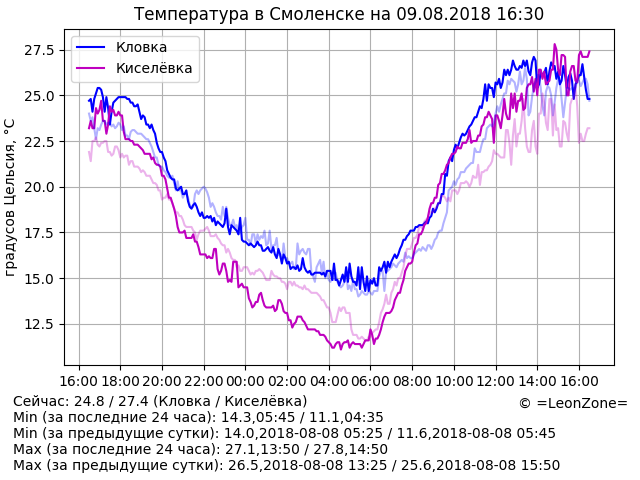 Температура в Смоленске на 09.08.2018 16:30
градусов Цельсия, °C
27.5
25.0
22.5
20.0
17.5
15.0
12.5
Кловка
Киселёвка
16:00 18:00 20:00 22:00 00:00 02:00 04:00 06:00 08:00 10:00 12:00 14:00 16:00
Сейчас: 24.8 / 27.4 (Кловка / Киселёвка)
© =LeonZone=
Min (за последние 24 часа): 14.3,05:45 / 11.1,04:35
Min (за предыдущие сутки): 14.0,2018-08-08 05:25 / 11.6,2018-08-08 05:45
Max (за последние 24 часа): 27.1,13:50 / 27.8,14:50
Max (за предыдущие сутки): 26.5,2018-08-08 13:25 / 25.6,2018-08-08 15:50